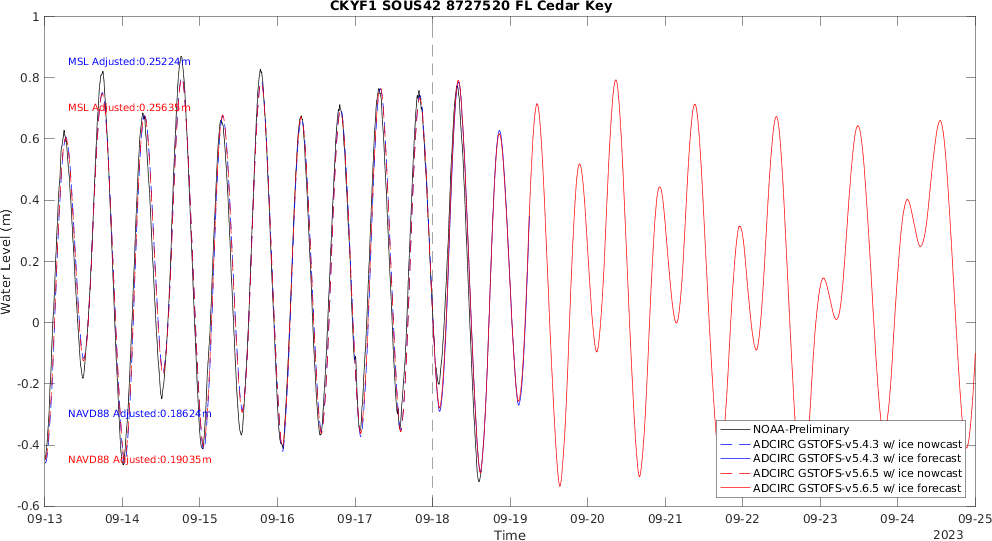 CKYF1 SOUS42 8727520 FL Cedar Key
1
0.8
0.6
0.4
0.2
0
-0.2
-0.4
-0.6
Water Level (m)
MSL Adjusted:0.25224m
MSL Adjusted:0.25635m
NAVD88 Adjusted:0.18624m
NAVD88 Adjusted:0.19035m
NOAA-Preliminary
ADCIRC GSTOFS-v5.4.3 w/ ice nowcast
ADCIRC GSTOFS-v5.4.3 w/ ice forecast
ADCIRC GSTOFS-v5.6.5 w/ ice nowcast
ADCIRC GSTOFS-v5.6.5 w/ ice forecast
09-13 09-14 09-15 09-16 09-17 09-18 09-19 09-20 09-21 09-22 09-23 09-24 09-25
Time
2023